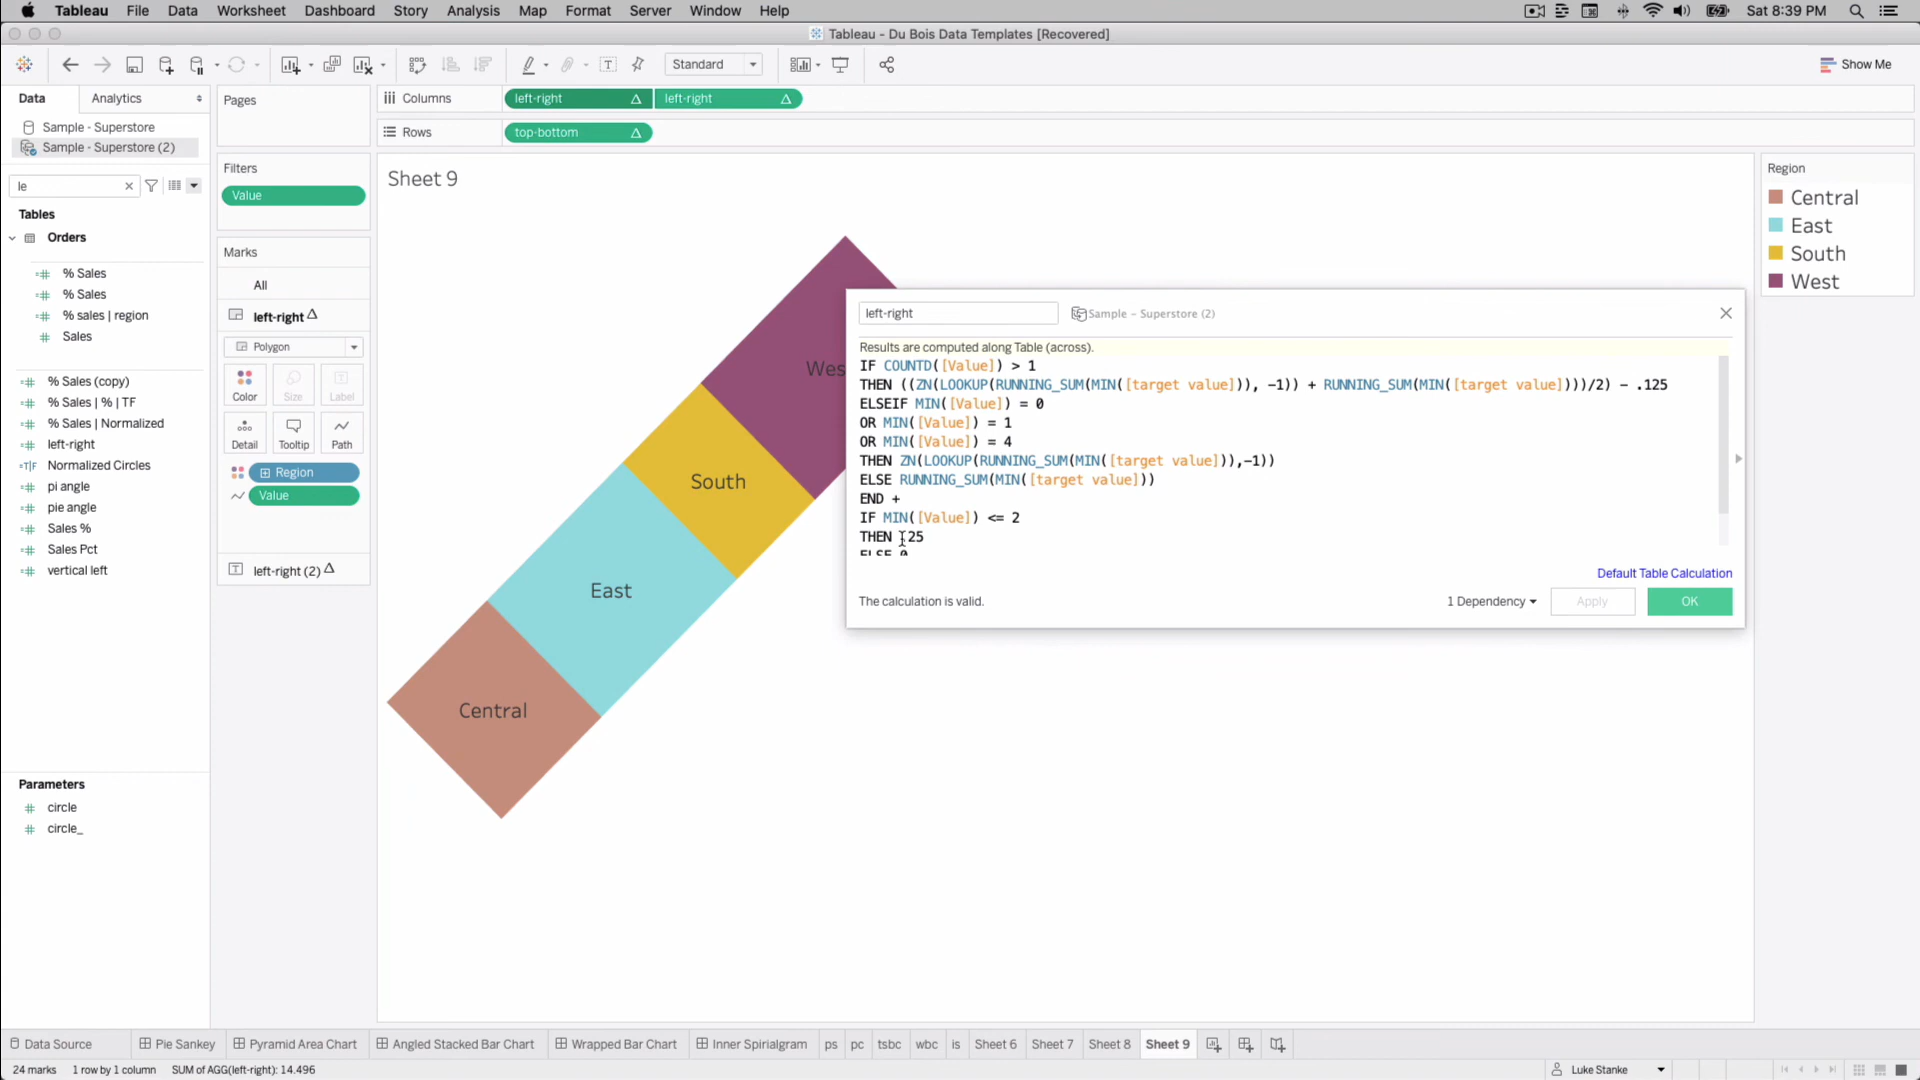 Tableau File Data Worksheet Dashboard Story Analysis Map Format Server Window Help Sat 8:39 PM
Tableau - Du Bois Data Templates [Recovered]
Standard Show Me
Data Analytics Pages Columns left-right left-right
Sample - Superstore
Rows top-bottom
Sample - Superstore (2)
Filters
Value
le
Tables
Orders
% Sales
% Sales
% sales | region
Sales
% Sales (copy)
% Sales | % | TF
% Sales | Normalized
left-right
Normalized Circles
pi angle
pie angle
Sales %
Sales Pct
vertical left
Parameters
circle
circle_
Marks
All
left-right
Polygon
Color Size Label
Detail Tooltip Path
Region
Value
left-right (2)
Sheet 9
Wes
South
East
Central
Region
Central
East
South
West
left-right Sample - Superstore (2)
Results are computed along Table (across).
IF COUNTD([Value]) > 1
THEN ((ZN(LOOKUP(RUNNING_SUM(MIN([target value])), -1)) + RUNNING_SUM(MIN([target value])))/2) - .125
ELSEIF MIN([Value]) = 0
OR MIN([Value]) = 1
OR MIN([Value]) = 4
THEN ZN(LOOKUP(RUNNING_SUM(MIN([target value])),-1))
ELSE RUNNING_SUM(MIN([target value]))
END +
IF MIN([Value]) <= 2
THEN .25
ELSE 0
Default Table Calculation
The calculation is valid. 1 Dependency Apply OK
Data Source Pie Sankey Pyramid Area Chart Angled Stacked Bar Chart Wrapped Bar Chart Inner Spirialgram ps pc tsbc wbc is Sheet 6 Sheet 7 Sheet 8 Sheet 9
24 marks 1 row by 1 column SUM of AGG(left-right): 14.496 Luke Stanke